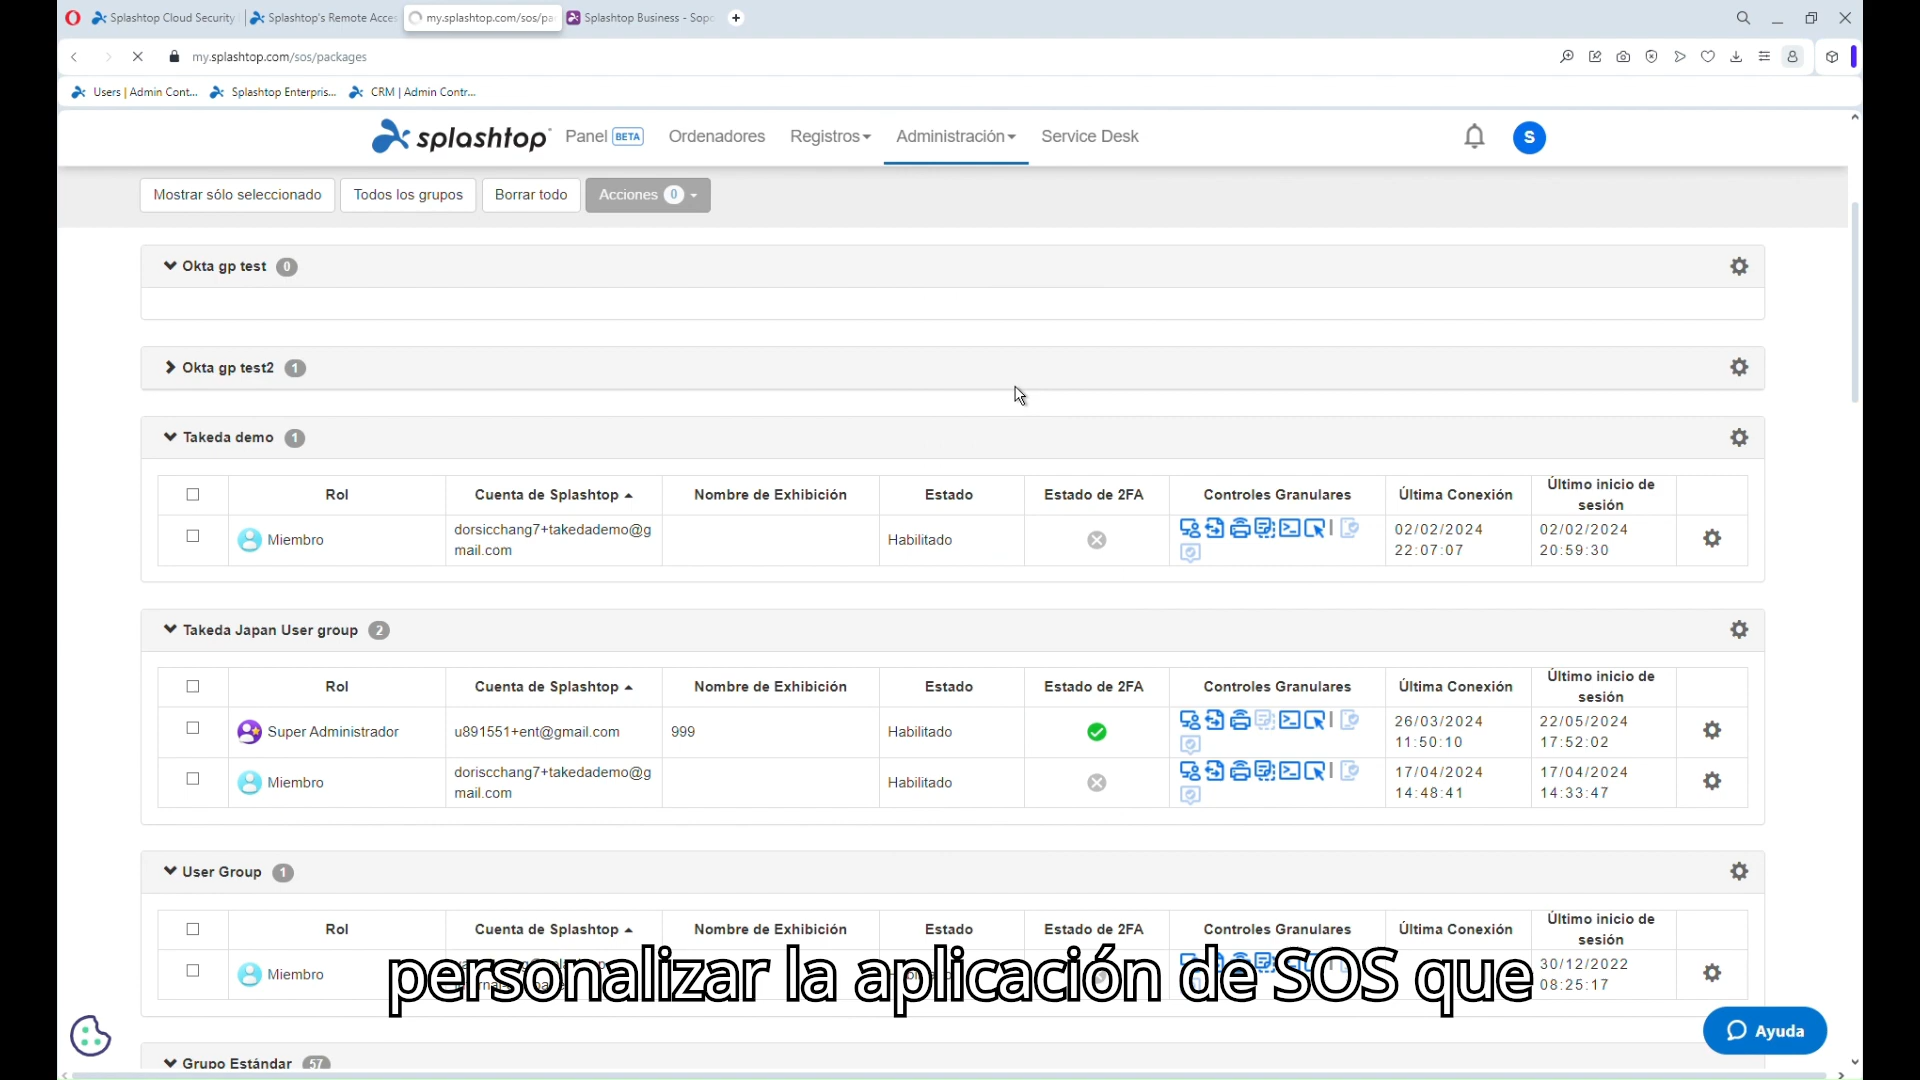 Splashtop Cloud Security
Splashtop's Remote Acces
my.splashtop.com/sos/pa
Splashtop Business - Sopo
my.splashtop.com/sos/packages
Users | Admin Cont...
Splashtop Enterpris...
CRM | Admin Contr...
splashtop
Panel BETA
Ordenadores
Registros
Administración
Service Desk
S
Mostrar sólo seleccionado
Todos los grupos
Borrar todo
Acciones 0
Okta gp test 0
Okta gp test2 1
Takeda demo 1
Rol
Cuenta de Splashtop
Nombre de Exhibición
Estado
Estado de 2FA
Controles Granulares
Última Conexión
Último inicio de
sesión
Miembro
dorsicchang7+takedademo@g
mail.com
Habilitado
02/02/2024
22:07:07
02/02/2024
20:59:30
Takeda Japan User group 2
Rol
Cuenta de Splashtop
Nombre de Exhibición
Estado
Estado de 2FA
Controles Granulares
Última Conexión
Último inicio de
sesión
Super Administrador
u891551+ent@gmail.com
999
Habilitado
26/03/2024
11:50:10
22/05/2024
17:52:02
Miembro
doriscchang7+takedademo@g
mail.com
Habilitado
17/04/2024
14:48:41
17/04/2024
14:33:47
User Group 1
Rol
Cuenta de Splashtop
Nombre de Exhibición
Estado
Estado de 2FA
Controles Granulares
Última Conexión
Último inicio de
sesión
Miembro
30/12/2022
08:25:17
personalizar la aplicación de SOS que
Ayuda
Grupo Estándar 57